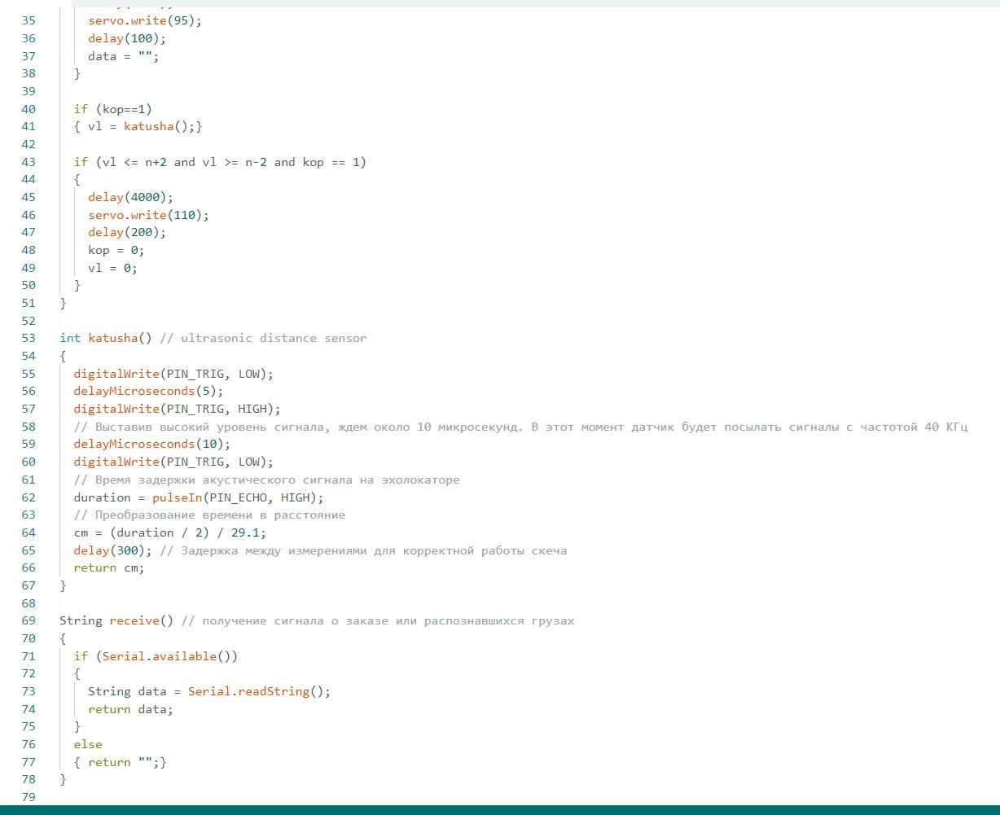 35 servo.write(95);
36 delay(100);
37 data = "";
38 }
39
40 if (kop==1)
41 { vl = katusha();}
42
43 if (vl <= n+2 and vl >= n-2 and kop == 1)
44 {
45 delay(4000);
46 servo.write(110);
47 delay(200);
48 kop = 0;
49 vl = 0;
50 }
51 }
52
53 int katusha() // ultrasonic distance sensor
54 {
55 digitalWrite(PIN_TRIG, LOW);
56 delayMicroseconds(5);
57 digitalWrite(PIN_TRIG, HIGH);
58 // Выставив высокий уровень сигнала, ждем около 10 микросекунд. В этот момент датчик будет посылать сигналы с частотой 40 КГц
59 delayMicroseconds(10);
60 digitalWrite(PIN_TRIG, LOW);
61 // Время задержки акустического сигнала на эхолокаторе
62 duration = pulseIn(PIN_ECHO, HIGH);
63 // Преобразование времени в расстояние
64 cm = (duration / 2) / 29.1;
65 delay(300); // Задержка между измерениями для корректной работы скеча
66 return cm;
67 }
68
69 String receive() // получение сигнала о заказе или распознавшихся грузах
70 {
71 if (Serial.available())
72 {
73 String data = Serial.readString();
74 return data;
75 }
76 else
77 { return "";}
78 }
79